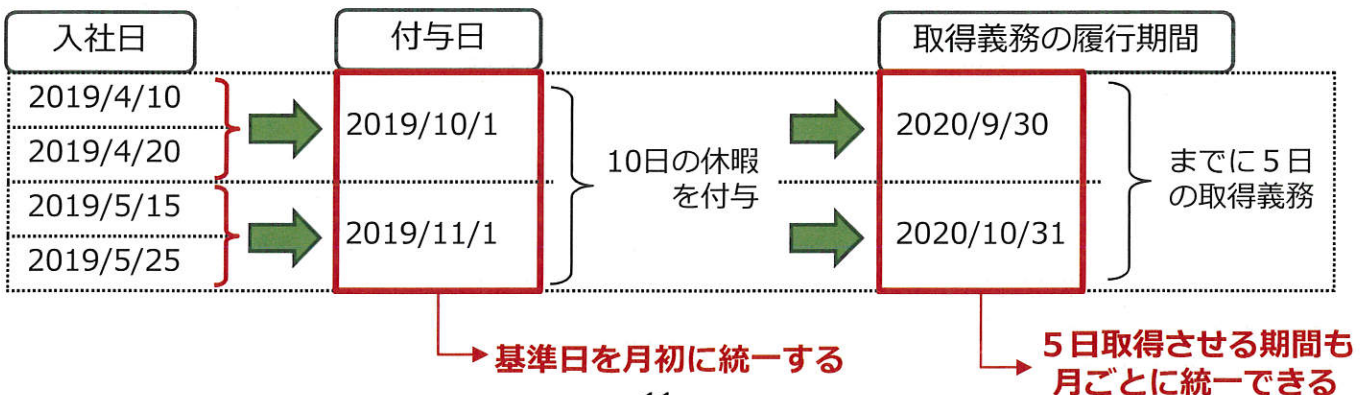 入社日
付与日
取得義務の履行期間
2019/4/10
2019/4/20
2019/5/15
2019/5/25
2019/10/1
2019/11/1
10日の休暇
を付与
2020/9/30
2020/10/31
までに５日
の取得義務
基準日を月初に統一する
５日取得させる期間も
月ごとに統一できる